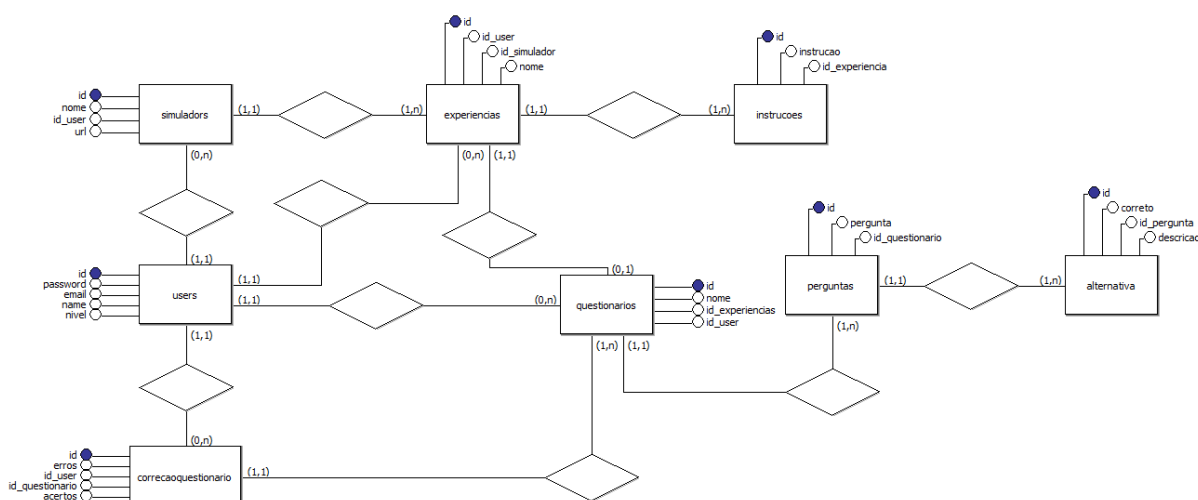 id
id_user
id_simulador
nome
id
instrucao
id_experiencia
id
nome
id_user
url
simuladors
(1,1)
(1,n)
experiencias
(1,1)
(1,n)
instrucoes
(0,n)
(0,n)
(1,1)
id
correto
id_pergunta
descricao
id
pergunta
id_questionario
(1,1)
id
password
email
name
nivel
users
(1,1)
(1,1)
(1,1)
(0,n)
(0,1)
questionarios
id
nome
id_experiencias
id_user
perguntas
(1,1)
(1,n)
alternativa
(1,n)
(1,n)
(1,1)
(0,n)
id
erros
id_user
id_questionario
acertos
correcaoquestionario
(1,1)